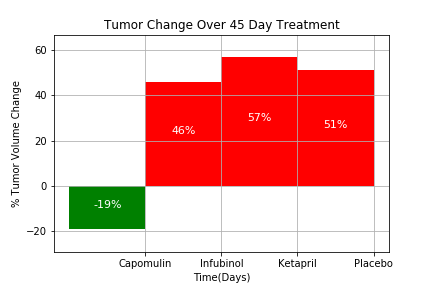 Tumor Change Over 45 Day Treatment
% Tumor Volume Change
60
40
20
0
−20
-19%
46%
57%
51%
Capomulin
Infubinol
Ketapril
Placebo
Time(Days)